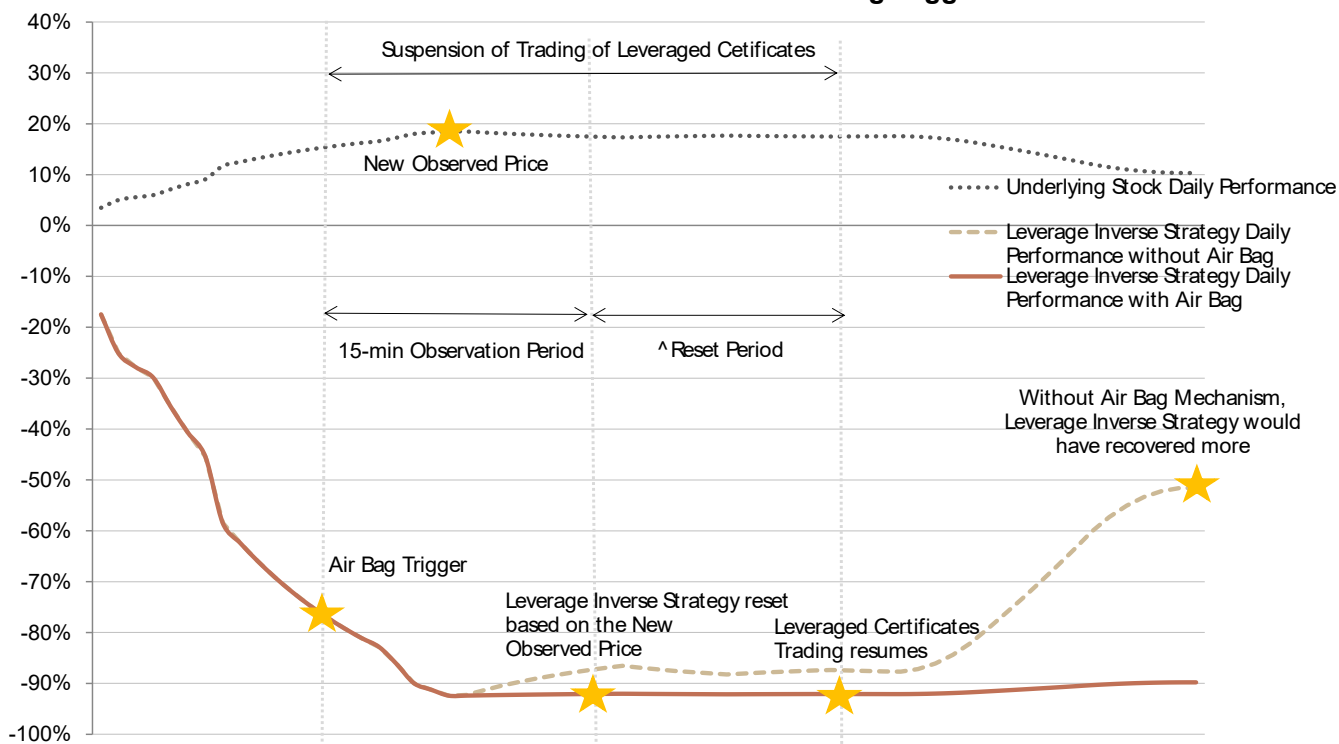 40%
Suspension of Trading of Leveraged Cetificates
30%
20%
New Observed Price
10%
Underlying Stock Daily Performance
0%
Leverage Inverse Strategy Daily
Performance without Air Bag
-10%
Leverage Inverse Strategy Daily
Performance with Air Bag
-20%
15-min Observation Period
^Reset Period
-30%
Without Air Bag Mechanism,
Leverage Inverse Strategy would
have recovered more
-40%
-50%
-60%
Air Bag Trigger
-70%
Leverage Inverse Strategy reset
based on the New
Observed Price
Leveraged Certificates
Trading resumes
-80%
-90%
-100%